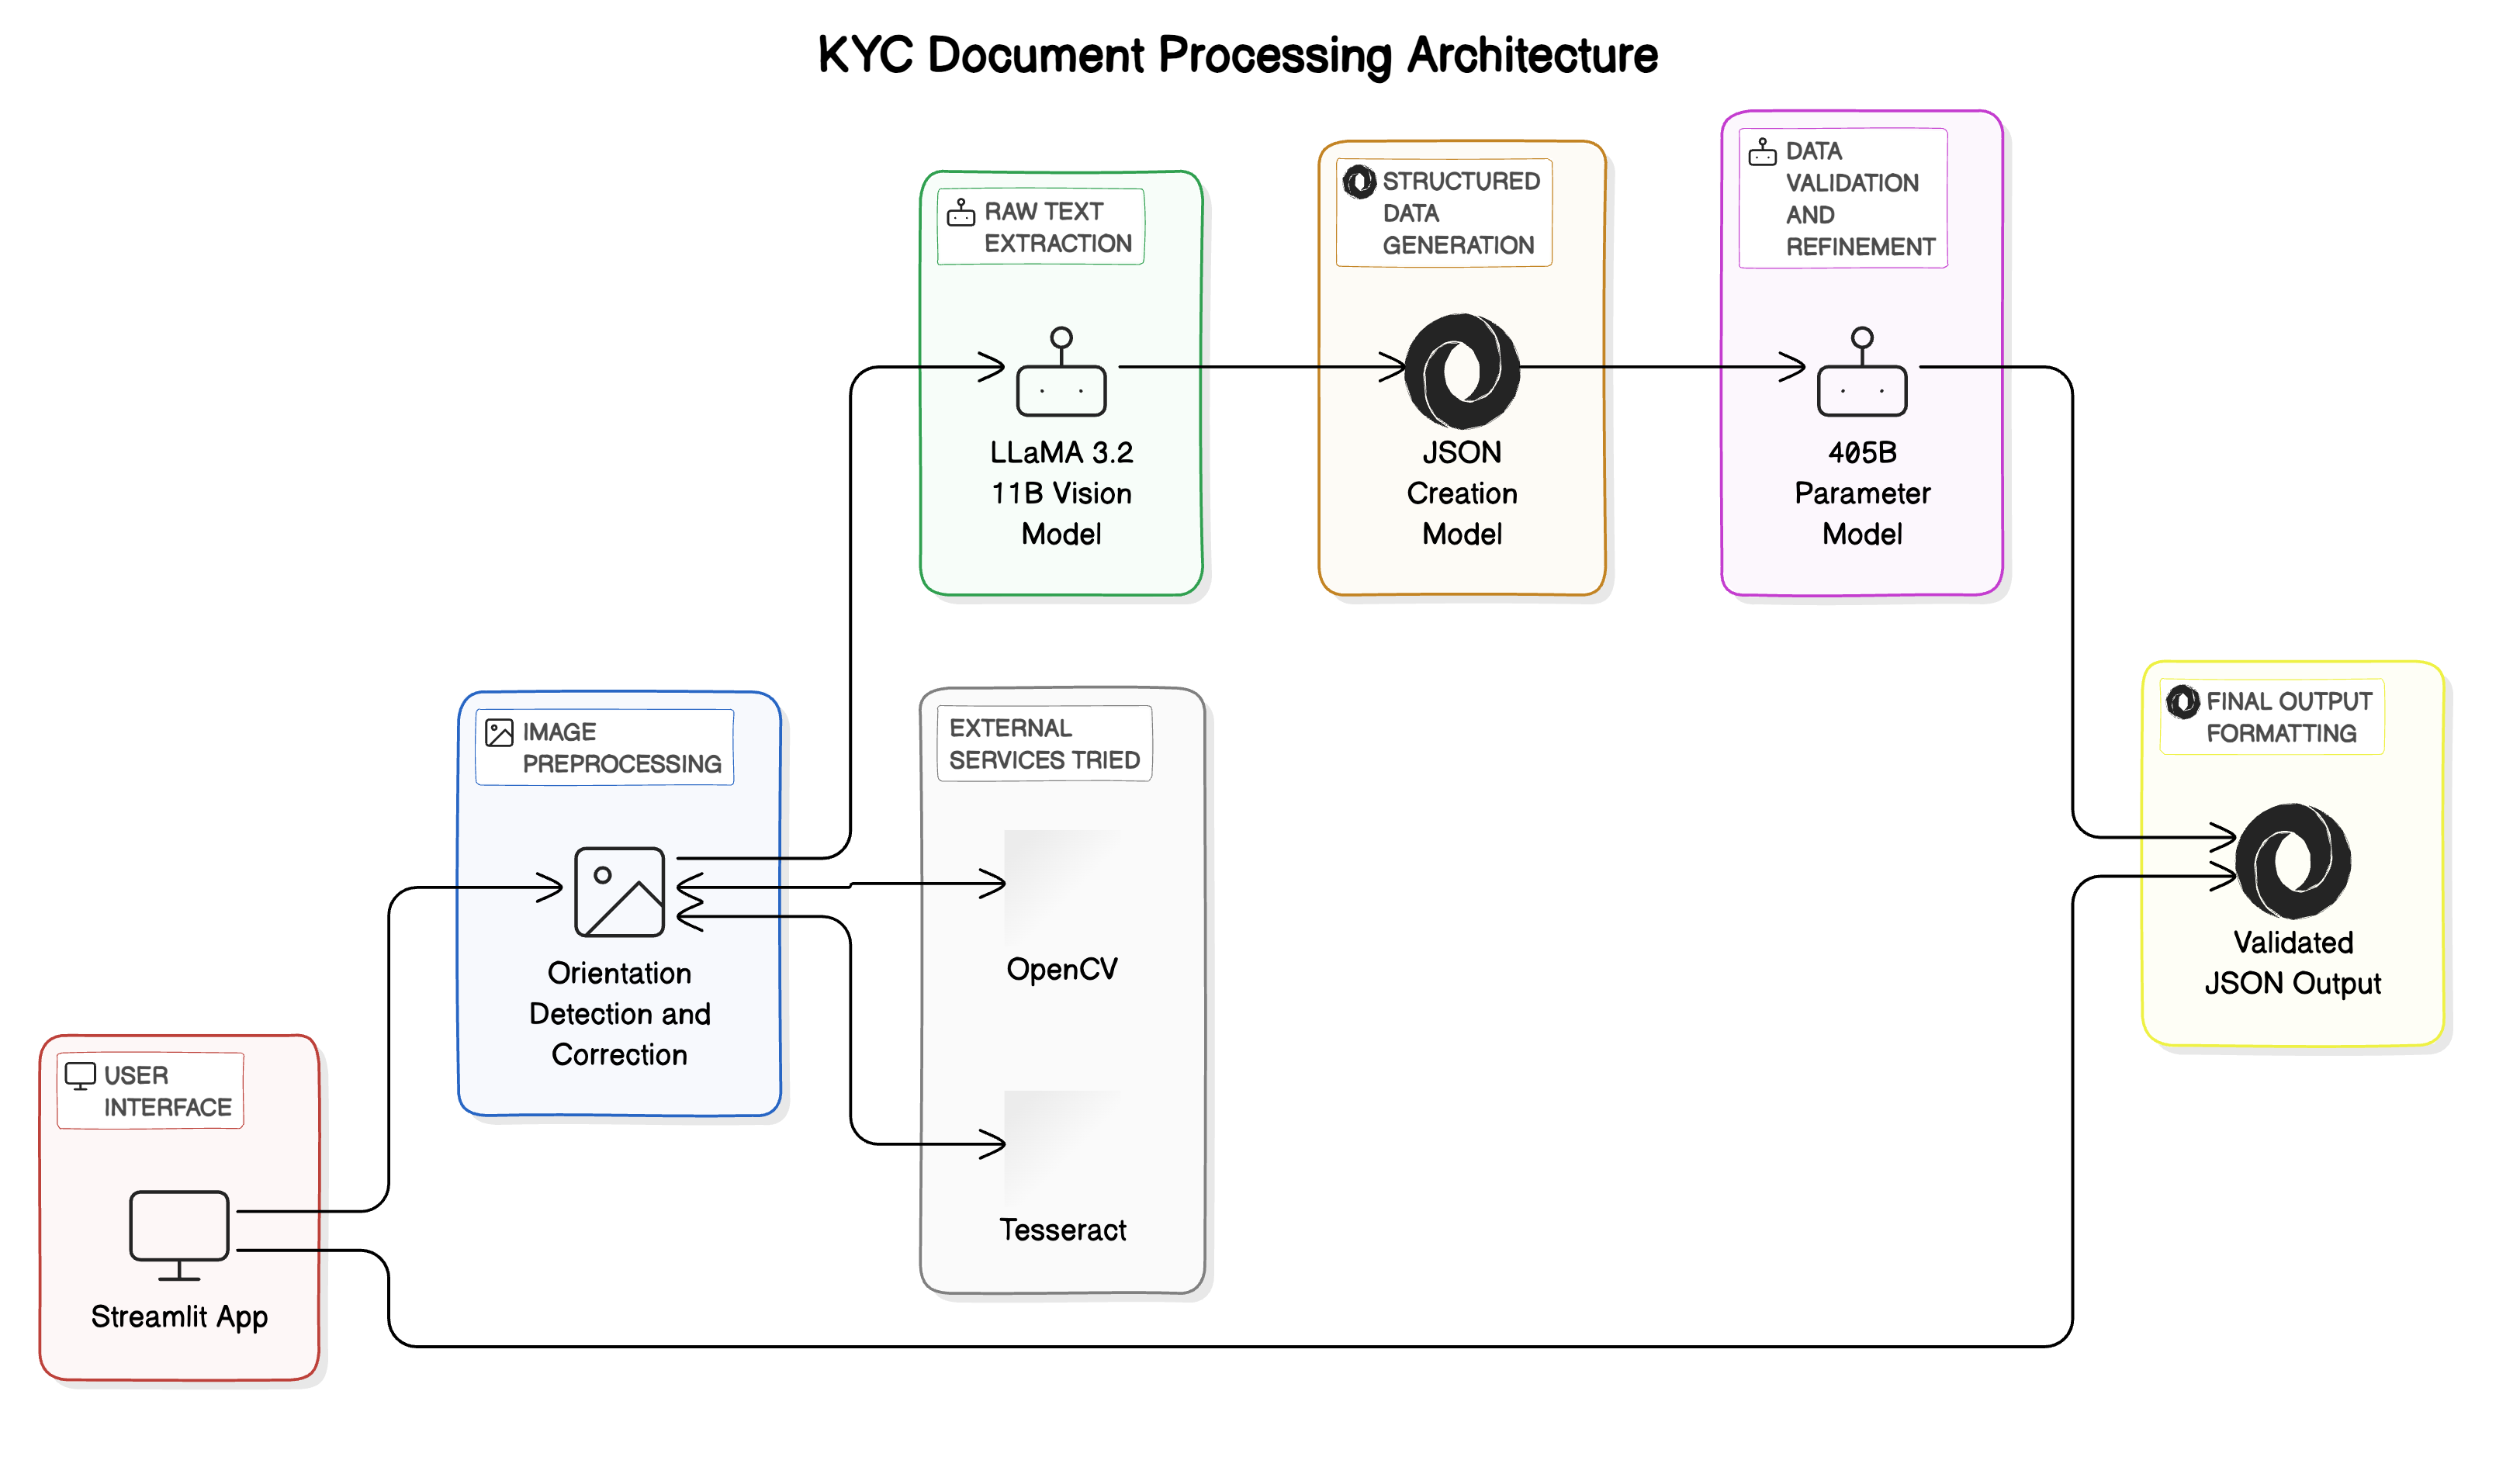 KYC Document Processing Architecture
RAW TEXT
EXTRACTION
LLaMA 3.2
11B Vision
Model
STRUCTURED
DATA
GENERATION
JSON
Creation
Model
DATA
VALIDATION
AND
REFINEMENT
405B
Parameter
Model
IMAGE
PREPROCESSING
Orientation
Detection and
Correction
EXTERNAL
SERVICES TRIED
OpenCV
Tesseract
FINAL OUTPUT
FORMATTING
Validated
JSON Output
USER
INTERFACE
Streamlit App